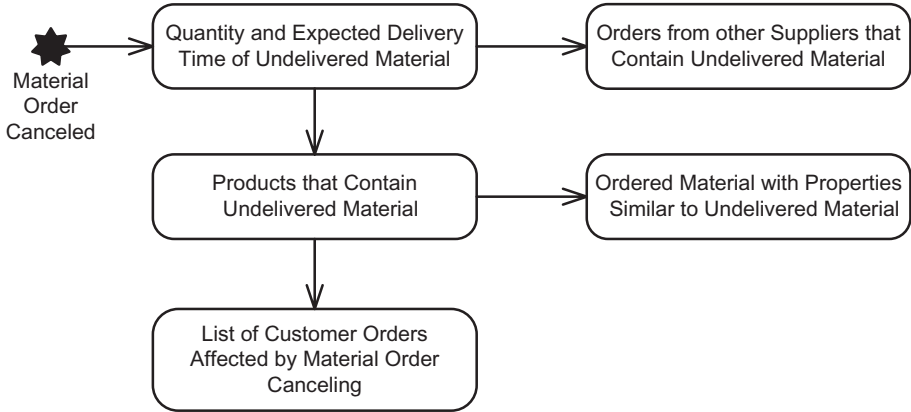 Material
Order
Canceled
Quantity and Expected Delivery
Time of Undelivered Material
Orders from other Suppliers that
Contain Undelivered Material
Products that Contain
Undelivered Material
Ordered Material with Properties
Similar to Undelivered Material
List of Customer Orders
Affected by Material Order
Canceling